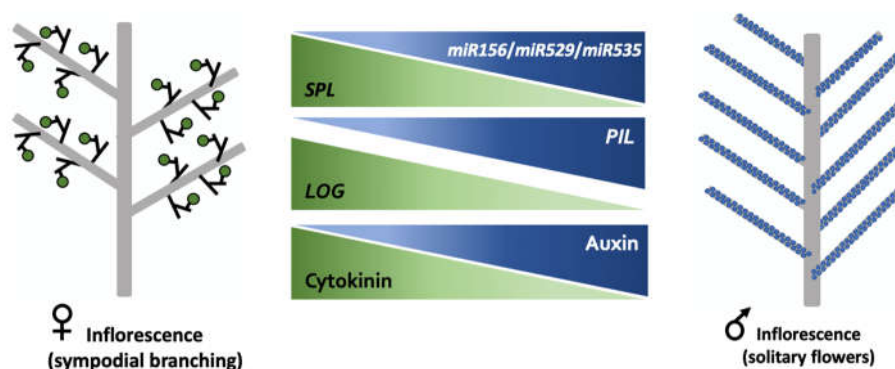 miR156/miR529/miR535
SPL
PIL
LOG
Auxin
Cytokinin
♀ Inflorescence
(sympodial branching)
♂ Inflorescence
(solitary flowers)